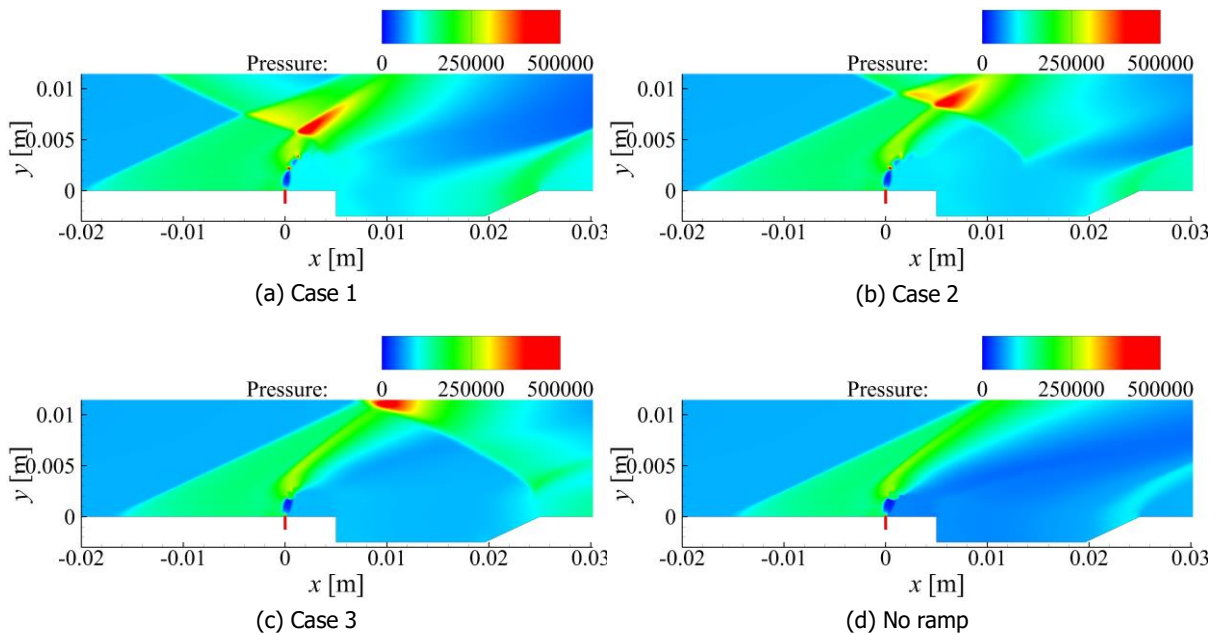 Pressure: 0 250000 500000
y [m]
0.01
0.005
0
-0.02 -0.01 0 0.01 0.02 0.03
x [m]
(a) Case 1
Pressure: 0 250000 500000
y [m]
0.01
0.005
0
-0.02 -0.01 0 0.01 0.02 0.03
x [m]
(b) Case 2
Pressure: 0 250000 500000
y [m]
0.01
0.005
0
-0.02 -0.01 0 0.01 0.02 0.03
x [m]
(c) Case 3
Pressure: 0 250000 500000
y [m]
0.01
0.005
0
-0.02 -0.01 0 0.01 0.02 0.03
x [m]
(d) No ramp